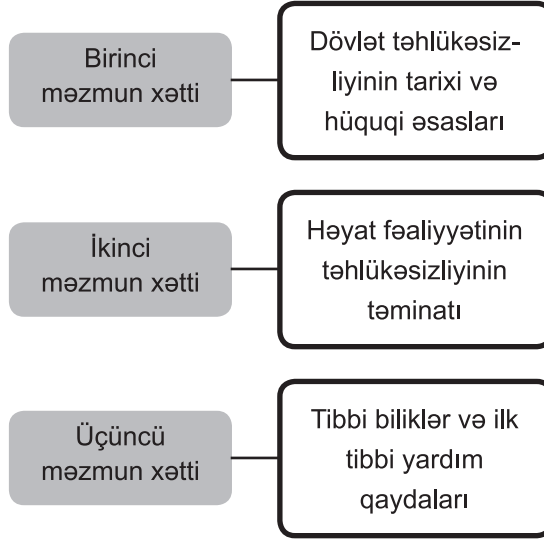 Birinci
məzmun xətti
Dövlət təhlükəsiz-
liyinin tarixi və
hüquqi əsasları
İkinci
məzmun xətti
Həyat fəaliyyətinin
təhlükəsizliyinin
təminatı
Üçüncü
məzmun xətti
Tibbi biliklər və ilk
tibbi yardım
qaydaları